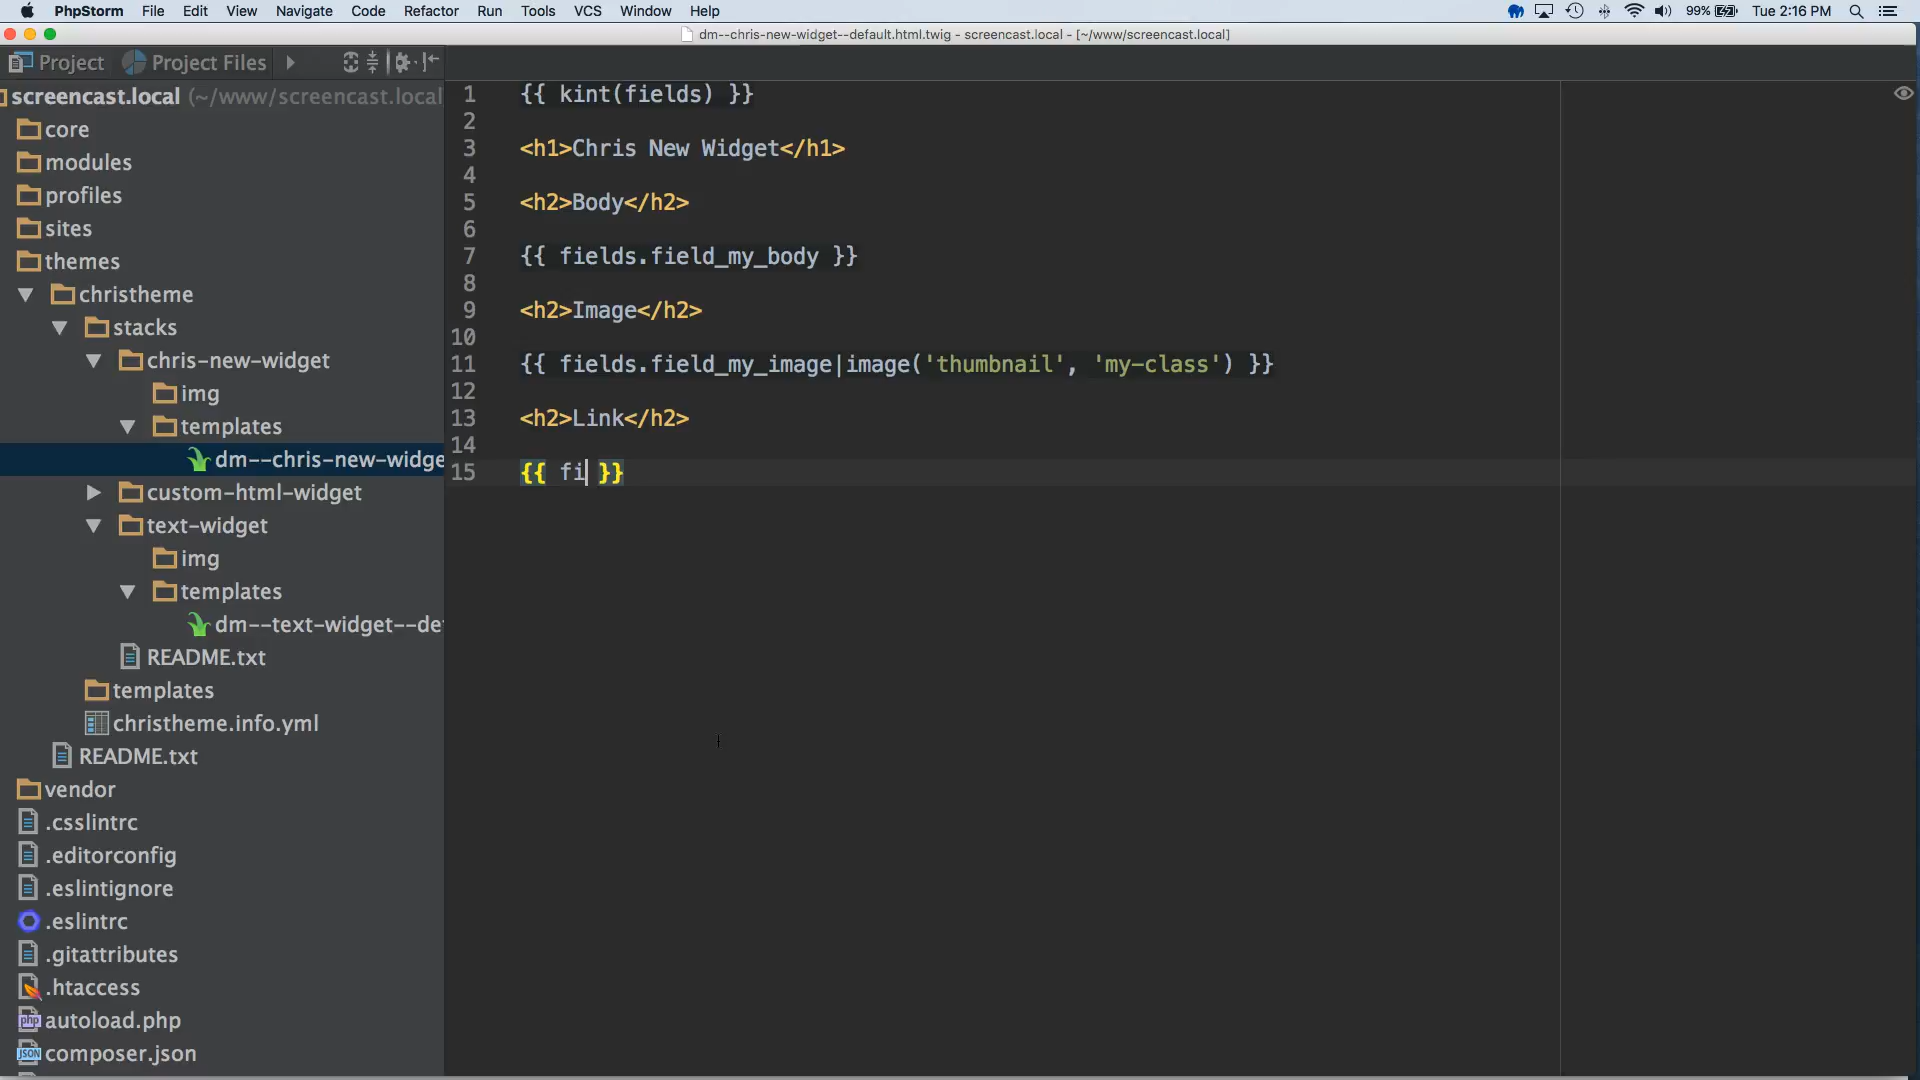 PhpStorm File Edit View Navigate Code Refactor Run Tools VCS Window Help 99% Tue 2:16 PM
dm--chris-new-widget--default.html.twig - screencast.local - [~/www/screencast.local]
Project Project Files
screencast.local (~/www/screencast.local
core
modules
profiles
sites
themes
christheme
stacks
chris-new-widget
img
templates
dm--chris-new-widge
custom-html-widget
text-widget
img
templates
dm--text-widget--de
README.txt
templates
christheme.info.yml
README.txt
vendor
.csslintrc
.editorconfig
.eslintignore
.eslintrc
.gitattributes
.htaccess
autoload.php
composer.json
1 {{ kint(fields) }}
2
3 <h1>Chris New Widget</h1>
4
5 <h2>Body</h2>
6
7 {{ fields.field_my_body }}
8
9 <h2>Image</h2>
10
11 {{ fields.field_my_image|image('thumbnail', 'my-class') }}
12
13 <h2>Link</h2>
14
15 {{ fi }}